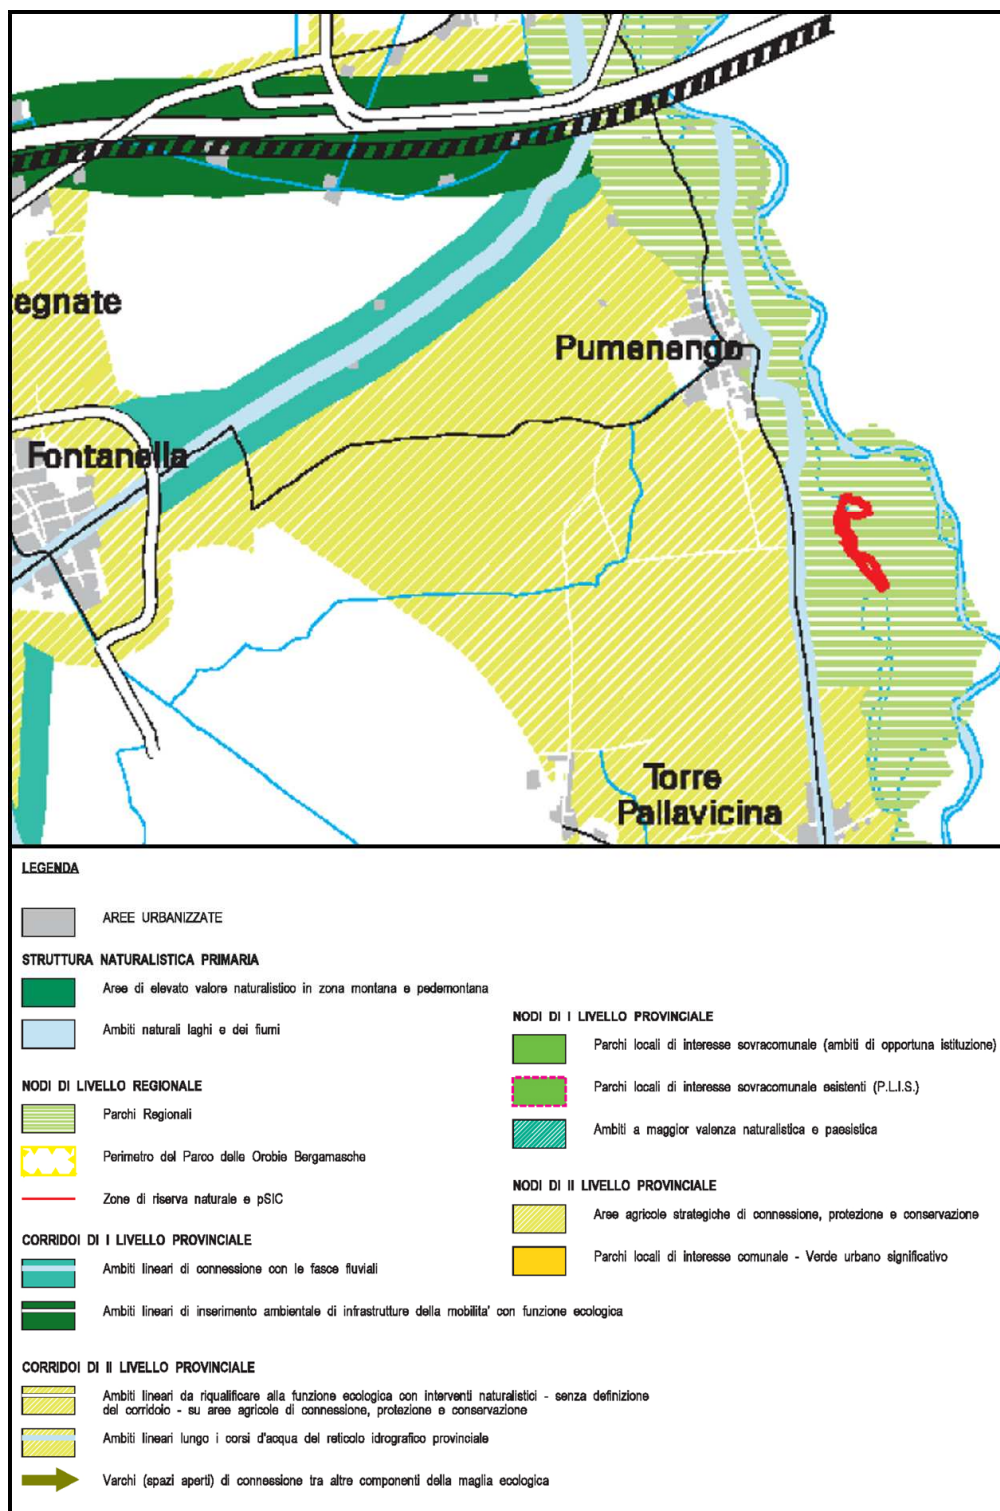 egnate
Pumenengo
Fontanella
Torre
Pallavicina
LEGENDA
AREE URBANIZZATE
STRUTTURA NATURALISTICA PRIMARIA
Aree di elevato valore naturalistico in zona montana e pedemontana
Ambiti naturali laghi e dei fiumi
NODI DI LIVELLO REGIONALE
Parchi Regionali
Perimetro del Parco delle Orobie Bergamasche
Zone di riserva naturale e pSIC
CORRIDOI DI I LIVELLO PROVINCIALE
Ambiti lineari di connessione con le fasce fluviali
Ambiti lineari di inserimento ambientale di infrastrutture della mobilita' con funzione ecologica
CORRIDOI DI II LIVELLO PROVINCIALE
Ambiti lineari da riqualificare alla funzione ecologica con interventi naturalistici - senza definizione
del corridoio - su aree agricole di connessione, protezione e conservazione
Ambiti lineari lungo i corsi d'acqua del reticolo idrografico provinciale
Varchi (spazi aperti) di connessione tra altre componenti della maglia ecologica
NODI DI I LIVELLO PROVINCIALE
Parchi locali di interesse sovracomunale (ambiti di opportuna istituzione)
Parchi locali di interesse sovracomunale esistenti (P.L.I.S.)
Ambiti a maggior valenza naturalistica e paesistica
NODI DI II LIVELLO PROVINCIALE
Aree agricole strategiche di connessione, protezione e conservazione
Parchi locali di interesse comunale - Verde urbano significativo